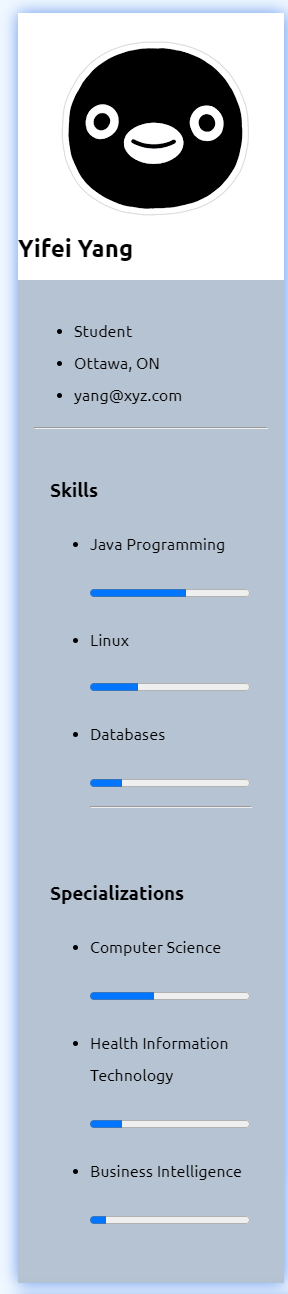 Yifei Yang
Student
Ottawa, ON
yang@xyz.com
Skills
Java Programming
Linux
Databases
Specializations
Computer Science
Health Information
Technology
Business Intelligence